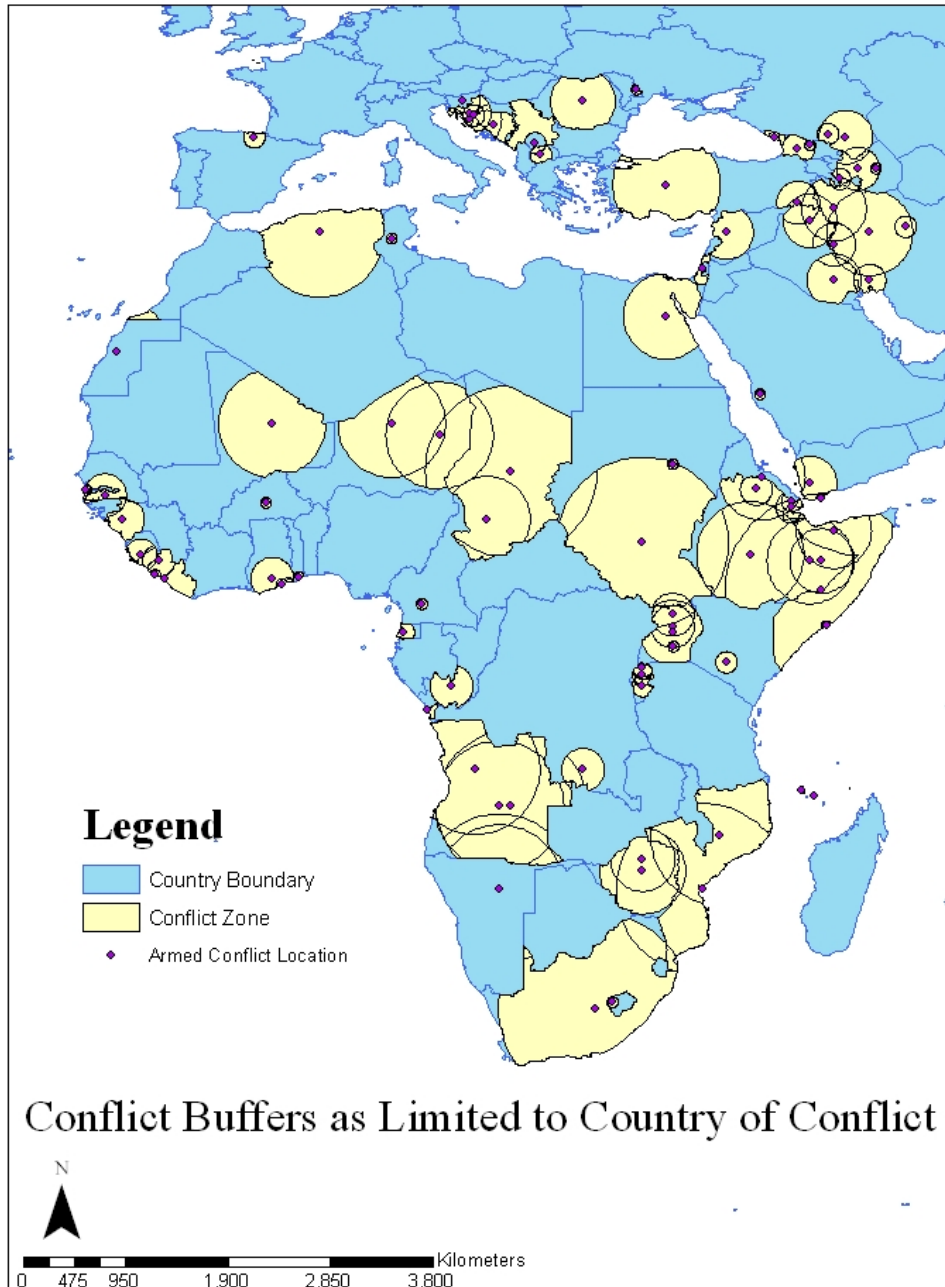 Legend
Country Boundary
Conflict Zone
Armed Conflict Location
Conflict Buffers as Limited to Country of Conflict
N
Kilometers
0 475 950 1.900 2.850 3.800